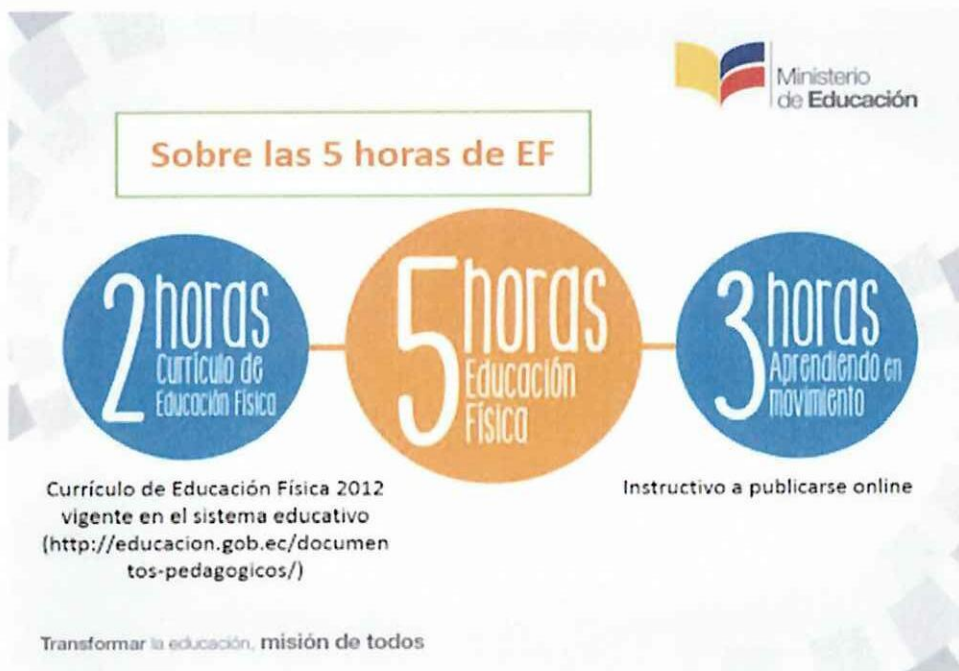 Ministerio
de Educación
Sobre las 5 horas de EF
2 horas
Currículo de
Educación Física
5 horas
Educación
Física
3 horas
Aprendiendo en
movimiento
Currículo de Educación Física 2012
vigente en el sistema educativo
(http://educacion.gob.ec/documen
tos-pedagogicos/)
Instructivo a publicarse online
Transformar la educación, misión de todos